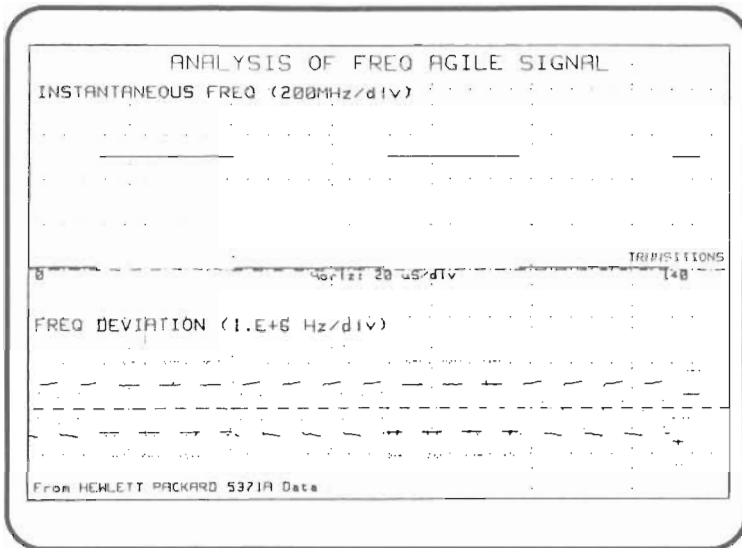 ANALYSIS OF FREQ AGILE SIGNAL
INSTANTANEOUS FREQ (200MHz/div)
TRANSITIONS
0 Horiz: 20 uS/div 140
FREQ DEVIATION (1.E+6 Hz/div)
From HEWLETT PACKARD 5371A Data